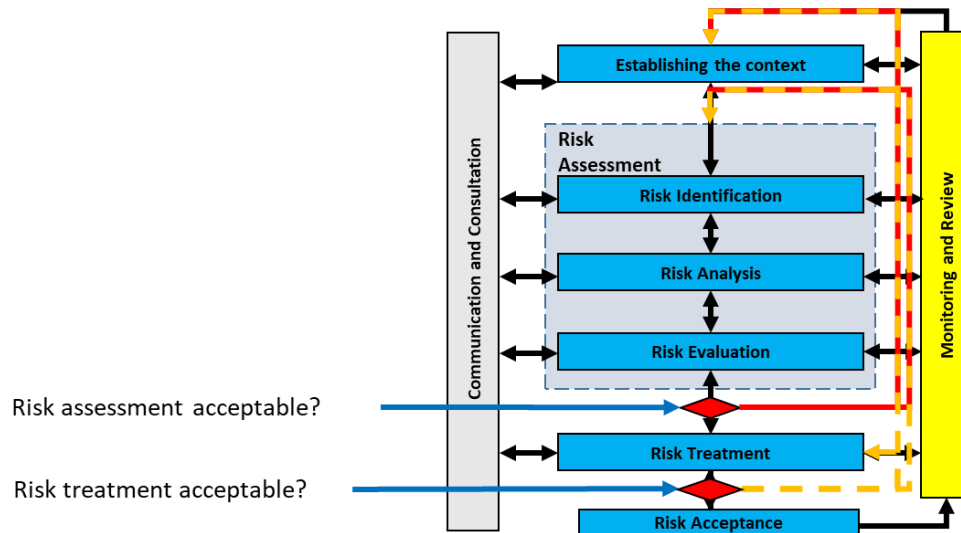 Establishing the context
Communication and Consultation
Monitoring and Review
Risk
Assessment
Risk Identification
Risk Analysis
Risk Evaluation
Risk assessment acceptable?
Risk Treatment
Risk treatment acceptable?
Risk Acceptance